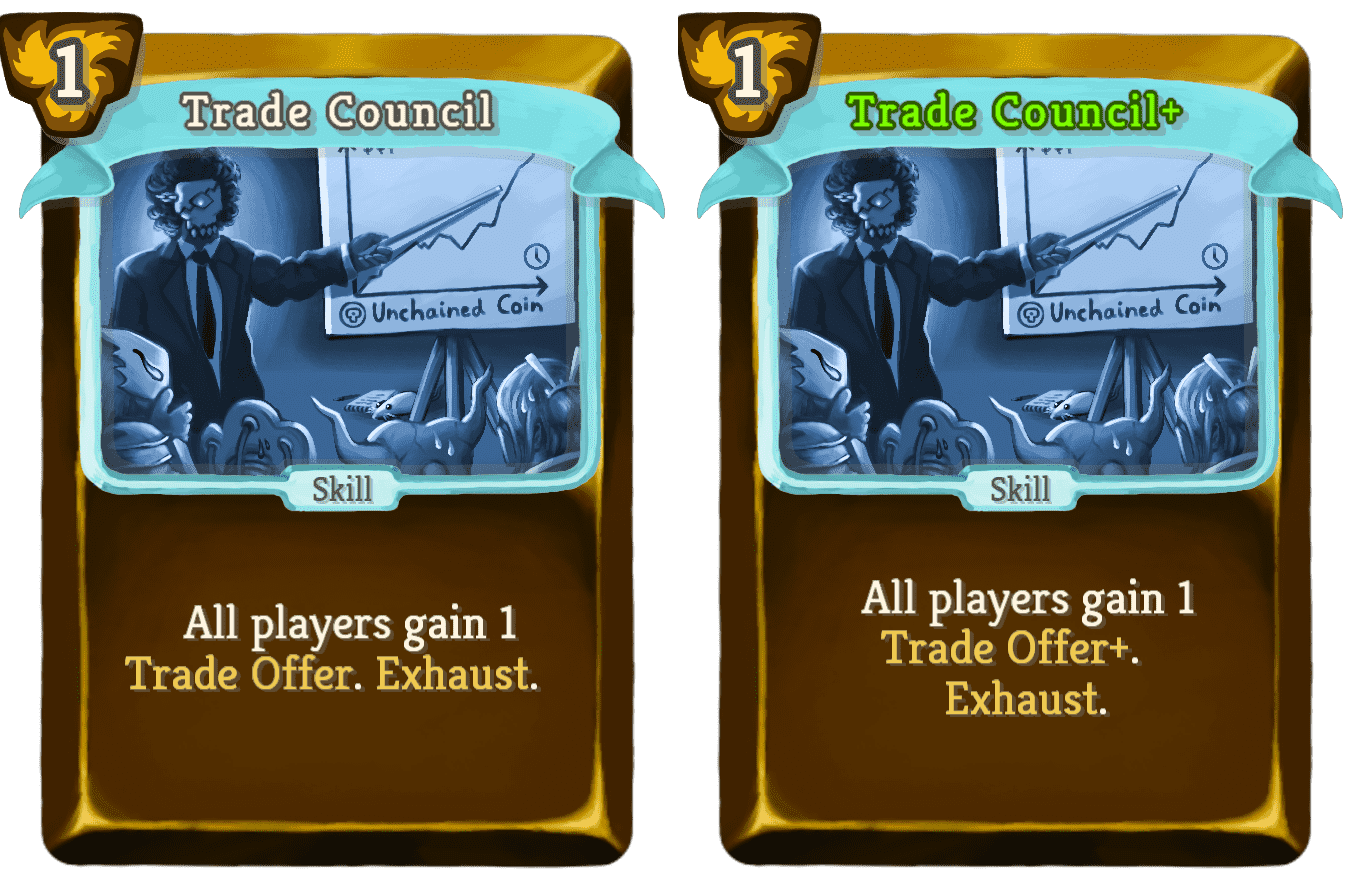 1
Trade Council
Unchained Coin
Skill
All players gain 1
Trade Offer. Exhaust.
1
Trade Council+
Unchained Coin
Skill
All players gain 1
Trade Offer+.
Exhaust.